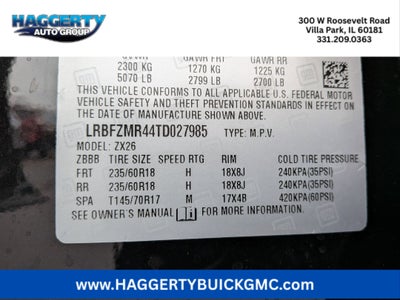 HAGGERTY
AUTO GROUP
300 W Roosevelt Road
Villa Park, IL 60181
331.209.0363
GVWR GAWR FRT GAWR RR
2300 KG 1270 KG 1225 KG
5070 LB 2799 LB 2700 LB
THIS VEHICLE CONFORMS TO ALL APPLICABLE U.S. FEDERAL MOTOR
VEHICLE SAFETY AND THEFT PREVENTION STANDARDS IN EFFECT ON THE
DATE OF MANUFACTURE SHOWN ABOVE.
LRBFZMR44TD027985 TYPE: M.P.V.
MODEL: ZX26
ZBBB TIRE SIZE SPEED RTG RIM COLD TIRE PRESSURE
FRT 235/60R18 H 18X8J 240KPA(35PSI)
RR 235/60R18 H 18X8J 240KPA(35PSI)
SPA T145/70R17 M 17X4B 420KPA(60PSI)
SEE OWNER'S MANUAL FOR MORE INFORMATION.
WWW.HAGGERTYBUICKGMC.COM